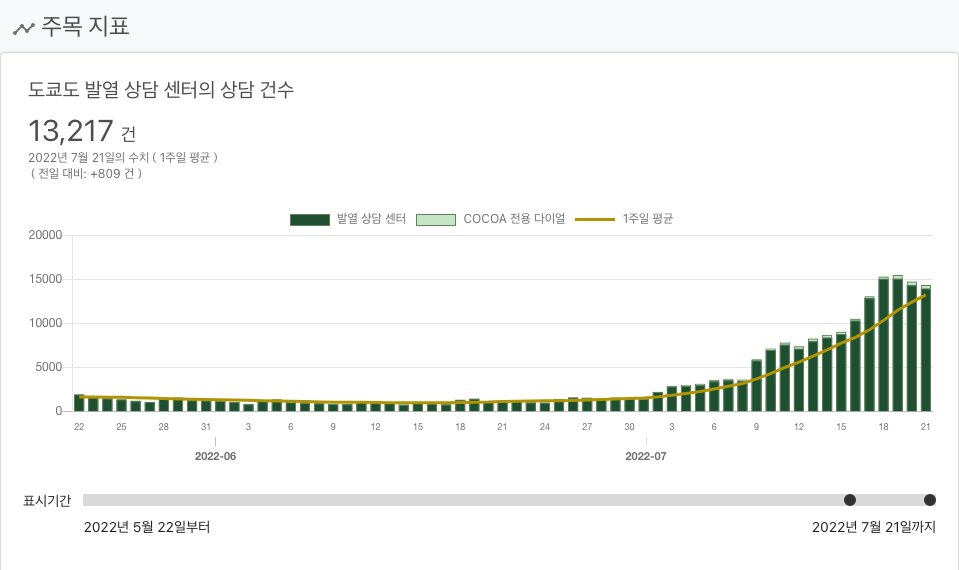 주목 지표
도쿄도 발열 상담 센터의 상담 건수
13,217 건
2022년 7월 21일의 수치 ( 1주일 평균 )
( 전일 대비: +809 건 )
발열 상담 센터 COCOA 전용 다이얼 1주일 평균
20000
15000
10000
5000
0
22 25 28 31 3 6 9 12 15 18 21 24 27 30 3 6 9 12 15 18 21
2022-06 2022-07
표시기간
2022년 5월 22일부터 2022년 7월 21일까지